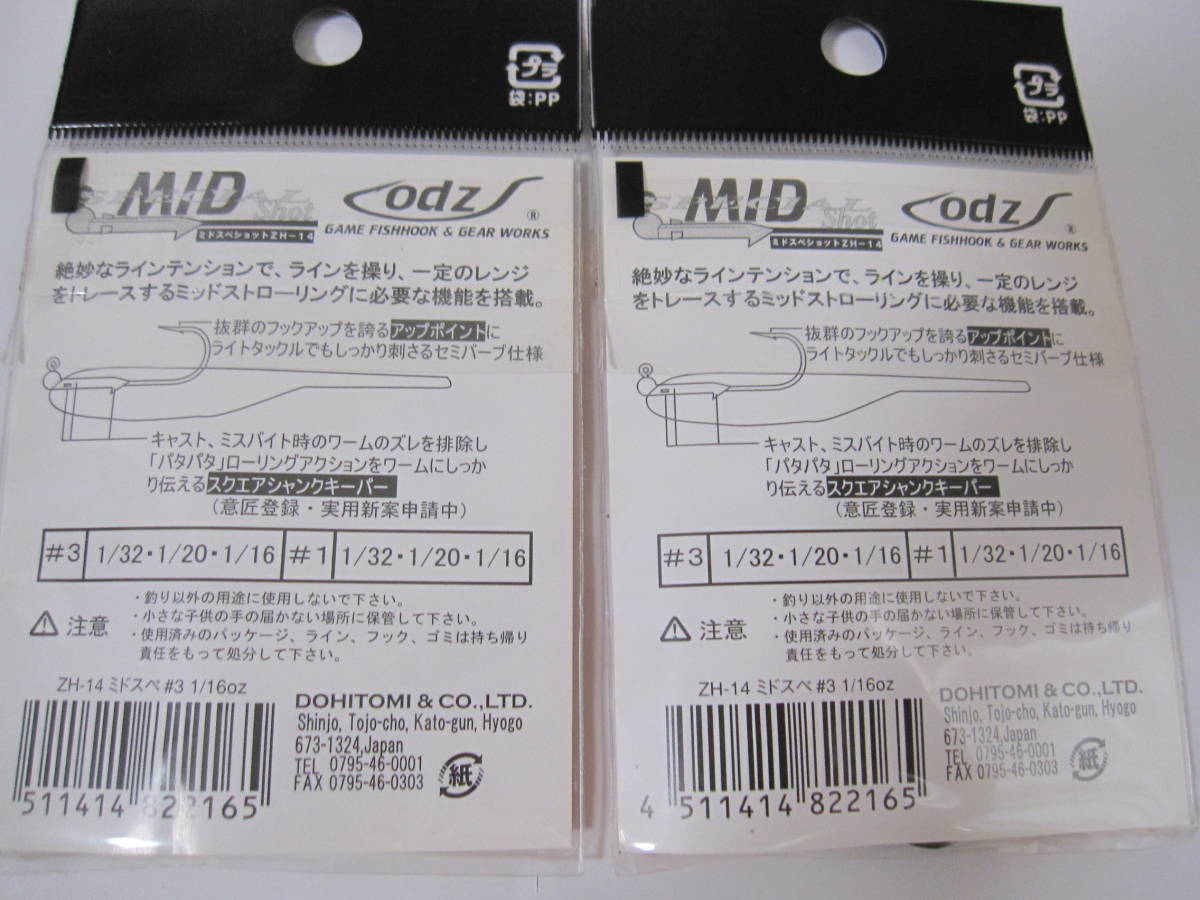 プラ
袋:PP
MID
SPECIAL
Shot
ミドスペショットZH-14
odz
®
GAME FISHHOOK & GEAR WORKS
絶妙なラインテンションで、ラインを操り、一定のレンジ
をトレースするミッドストローリングに必要な機能を搭載。
抜群のフックアップを誇るアップポイントに
ライトタックルでもしっかり刺さるセミバーブ仕様
キャスト、ミスバイト時のワームのズレを排除し
「パタパタ」ローリングアクションをワームにしっか
り伝えるスクエアシャンクキーパー
(意匠登録・実用新案申請中)
#3 1/32・1/20・1/16 #1 1/32・1/20・1/16
注意
・釣り以外の用途に使用しないで下さい。
・小さな子供の手の届かない場所に保管して下さい。
・使用済みのパッケージ、ライン、フック、ゴミは持ち帰り
責任をもって処分して下さい。
ZH-14 ミドスペ #3 1/16oz
511414 822165
DOHITOMI & CO.,LTD.
Shinjo, Tojo-cho, Kato-gun, Hyogo
673-1324,Japan
TEL 0795-46-0001
FAX 0795-46-0303
紙
プラ
袋:PP
MID
SPECIAL
Shot
ミドスペショットZH-14
odz
®
GAME FISHHOOK & GEAR WORKS
絶妙なラインテンションで、ラインを操り、一定のレンジ
をトレースするミッドストローリングに必要な機能を搭載。
抜群のフックアップを誇るアップポイントに
ライトタックルでもしっかり刺さるセミバーブ仕様
キャスト、ミスバイト時のワームのズレを排除し
「パタパタ」ローリングアクションをワームにしっか
り伝えるスクエアシャンクキーパー
(意匠登録・実用新案申請中)
#3 1/32・1/20・1/16 #1 1/32・1/20・1/16
注意
・釣り以外の用途に使用しないで下さい。
・小さな子供の手の届かない場所に保管して下さい。
・使用済みのパッケージ、ライン、フック、ゴミは持ち帰り
責任をもって処分して下さい。
ZH-14 ミドスペ #3 1/16oz
4 511414 822165
DOHITOMI & CO.,LTD.
Shinjo, Tojo-cho, Kato-gun, Hyogo
673-1324,Japan
TEL 0795-46-0001
FAX 0795-46-0303
紙